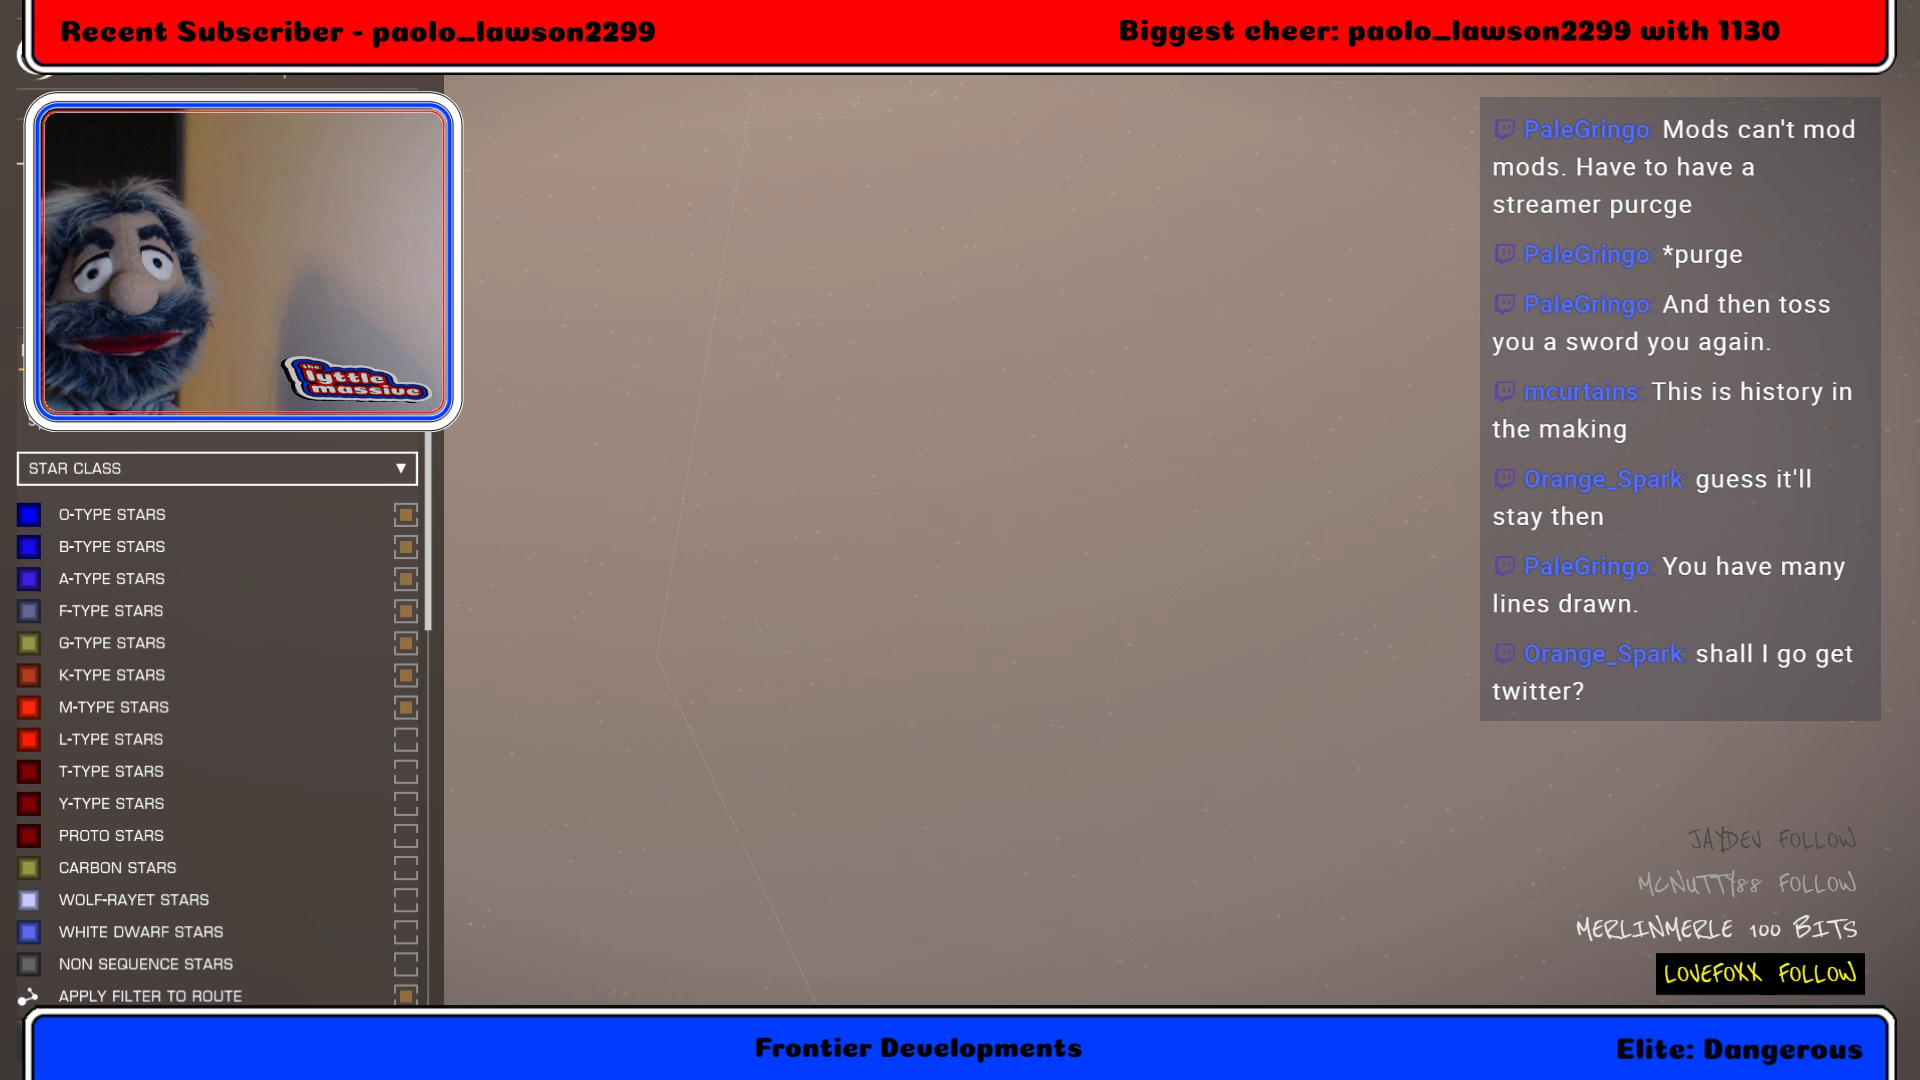 Recent Subscriber - paolo_lawson2299
Biggest cheer: paolo_lawson2299 with 1130
the
lyttle
massive
STAR CLASS
O-TYPE STARS
B-TYPE STARS
A-TYPE STARS
F-TYPE STARS
G-TYPE STARS
K-TYPE STARS
M-TYPE STARS
L-TYPE STARS
T-TYPE STARS
Y-TYPE STARS
PROTO STARS
CARBON STARS
WOLF-RAYET STARS
WHITE DWARF STARS
NON SEQUENCE STARS
APPLY FILTER TO ROUTE
PaleGringo: Mods can't mod
mods. Have to have a
streamer purcge
PaleGringo: *purge
PaleGringo: And then toss
you a sword you again.
mcurtains: This is history in
the making
Orange_Spark: guess it'll
stay then
PaleGringo: You have many
lines drawn.
Orange_Spark: shall I go get
twitter?
JAYDEV FOLLOW
MCNUTTY88 FOLLOW
MERLINMERLE 100 BITS
LOVEFOXX FOLLOW
Frontier Developments
Elite: Dangerous